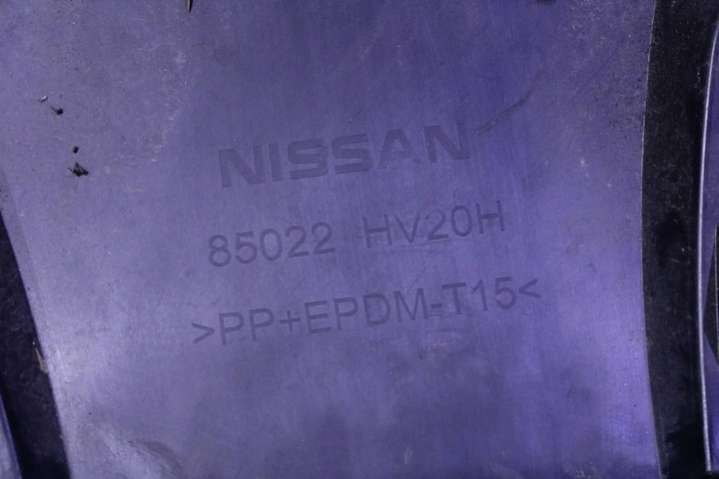 NISSAN
85022 HV20H
>PP+EPDM-T15<